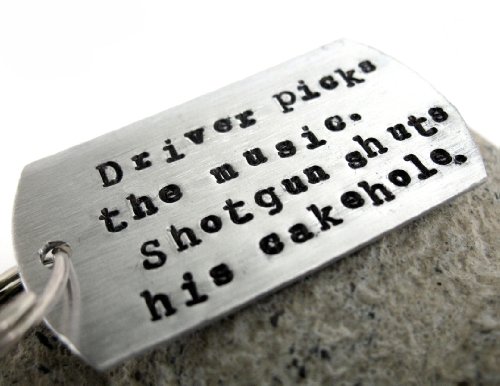 Driver picks
the music.
Shotgun shuts
his cakehole.